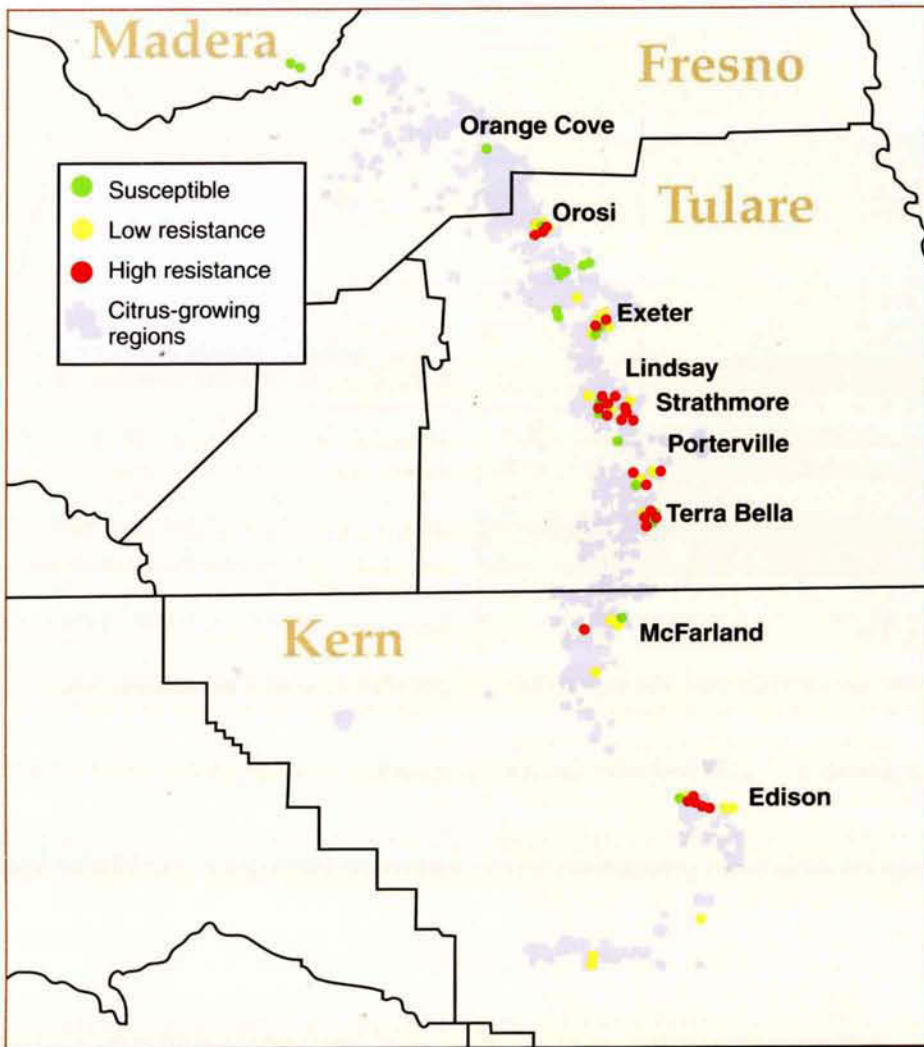 Madera
Fresno
Orange Cove
Susceptible
Low resistance
High resistance
Citrus-growing
regions
Orosi
Tulare
Exeter
Lindsay
Strathmore
Porterville
Terra Bella
Kern
McFarland
Edison